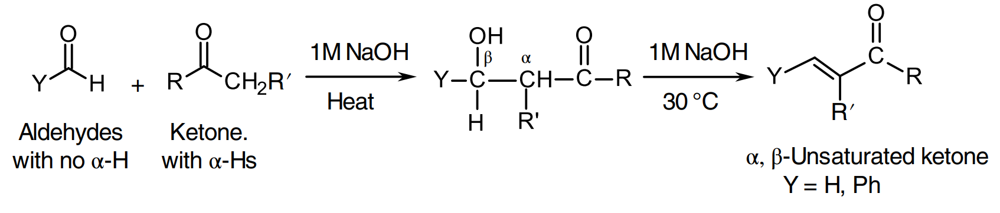 O
Y
H
+
O
R
CH₂R′
1M NaOH
Heat
OH
β
α
O
Y
C
CH
C
R
H
R'
1M NaOH
30 °C
O
Y
C
R
R′
Aldehydes
with no α-H
Ketone.
with α-Hs
α, β-Unsaturated ketone
Y = H, Ph